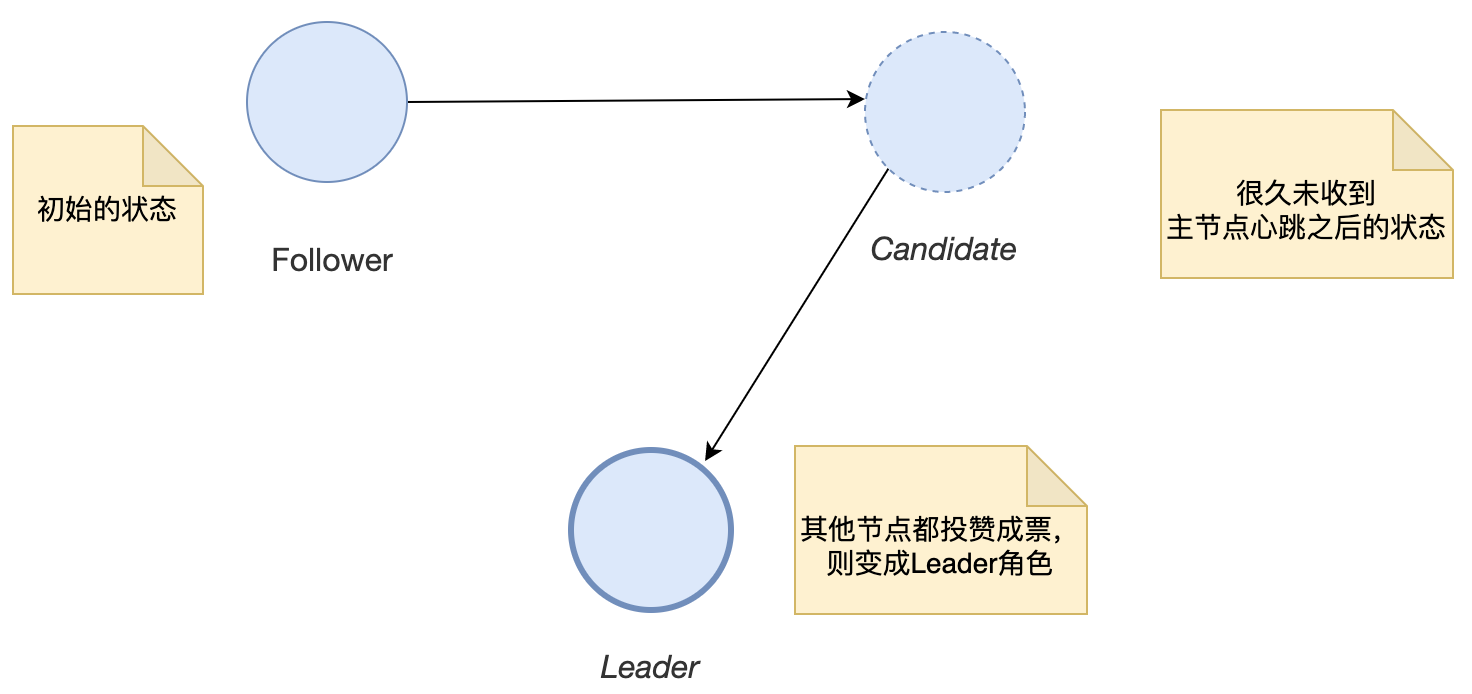 初始的状态
Follower
Candidate
很久未收到
主节点心跳之后的状态
其他节点都投赞成票，
则变成Leader角色
Leader